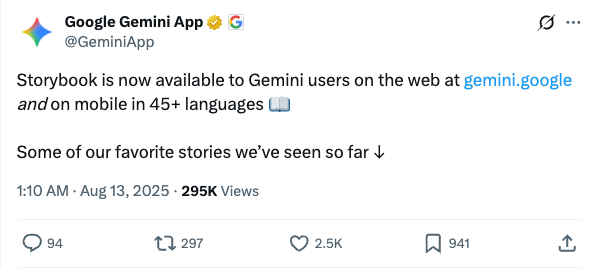 Google Gemini App
@GeminiApp
Storybook is now available to Gemini users on the web at gemini.google
and on mobile in 45+ languages 📖
Some of our favorite stories we’ve seen so far ↓
1:10 AM · Aug 13, 2025 · 295K Views
94 297 2.5K 941